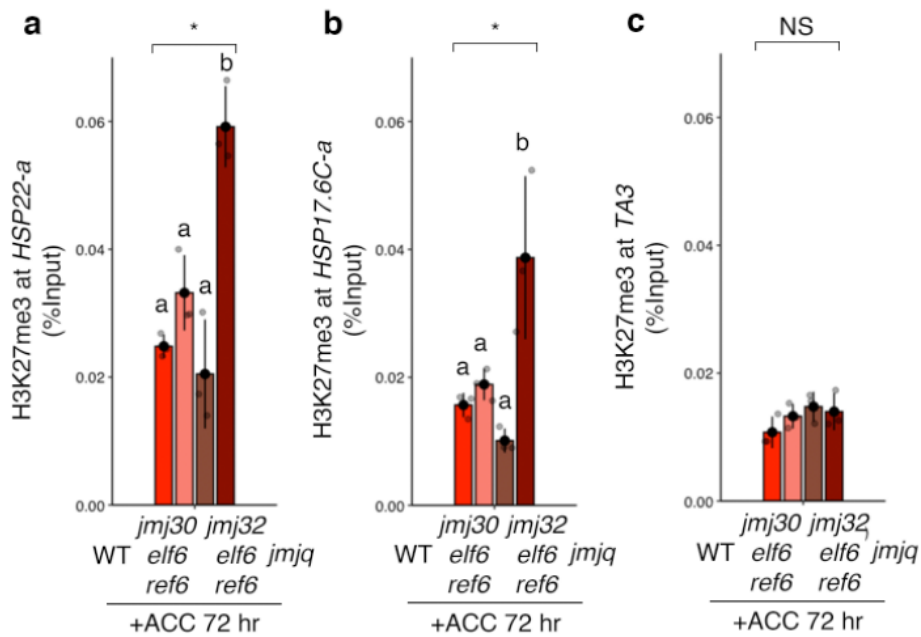 a
b
c
*
*
NS
H3K27me3 at HSP22-a
(%Input)
0.06
0.04
0.02
0.00
a
a
a
b
WT
jmj30
elf6
ref6
jmj32
elf6
ref6
jmjq
+ACC 72 hr
H3K27me3 at HSP17.6C-a
(%Input)
0.06
0.04
0.02
0.00
a
a
a
b
WT
jmj30
elf6
ref6
jmj32
elf6
ref6
jmjq
+ACC 72 hr
H3K27me3 at TA3
(%Input)
0.06
0.04
0.02
0.00
WT
jmj30
elf6
ref6
jmj32
elf6
ref6
jmjq
+ACC 72 hr